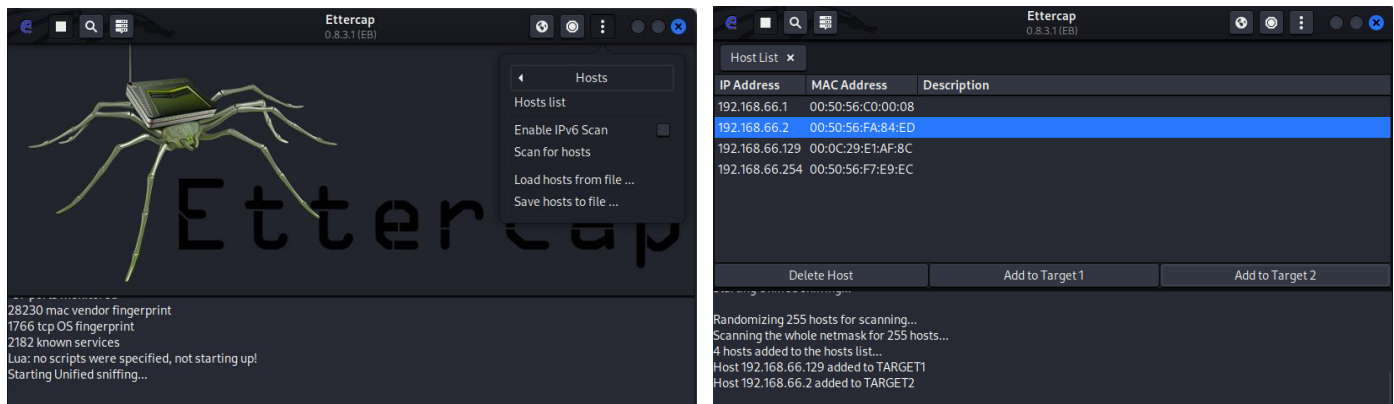 Ettercap
0.8.3.1 (EB)
Hosts
Hosts list
Enable IPv6 Scan
Scan for hosts
Load hosts from file ...
Save hosts to file ...
Ettercap
28230 mac vendor fingerprint
1766 tcp OS fingerprint
2182 known services
Lua: no scripts were specified, not starting up!
Starting Unified sniffing...
Ettercap
0.8.3.1 (EB)
Host List ×
IP Address MAC Address Description
192.168.66.1 00:50:56:C0:00:08
192.168.66.2 00:50:56:FA:84:ED
192.168.66.129 00:0C:29:E1:AF:8C
192.168.66.254 00:50:56:F7:E9:EC
Delete Host Add to Target 1 Add to Target 2
Starting Unified sniffing...
Randomizing 255 hosts for scanning...
Scanning the whole netmask for 255 hosts...
4 hosts added to the hosts list...
Host 192.168.66.129 added to TARGET1
Host 192.168.66.2 added to TARGET2